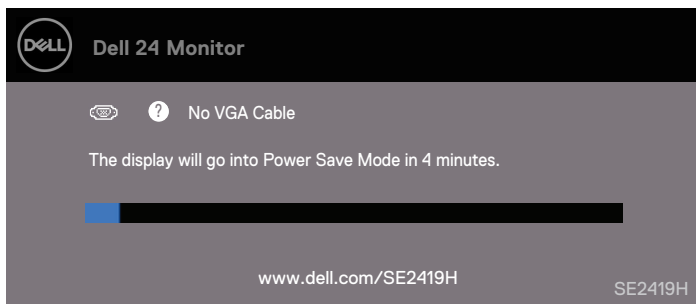 DELL
Dell 24 Monitor
? No VGA Cable
The display will go into Power Save Mode in 4 minutes.
www.dell.com/SE2419H
SE2419H